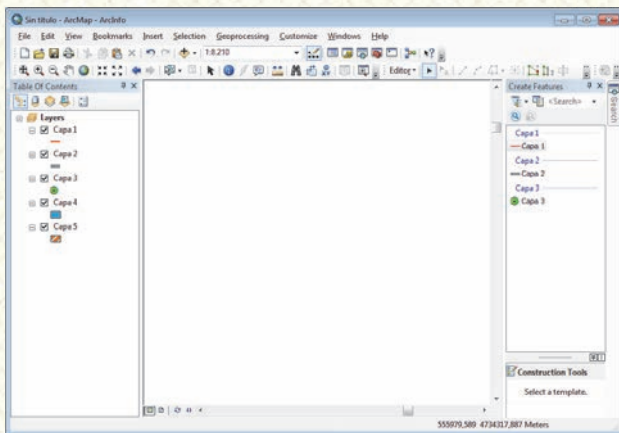 Sin título - ArcMap - ArcInfo
File Edit View Bookmarks Insert Selection Geoprocessing Customize Windows Help
1:8.210
Editor
Table Of Contents
Layers
Capa 1
Capa 2
Capa 3
Capa 4
Capa 5
Create Features
<Search>
Capa 1
Capa 1
Capa 2
Capa 2
Capa 3
Capa 3
Construction Tools
Select a template.
Search
555979,589 4734317,887 Meters